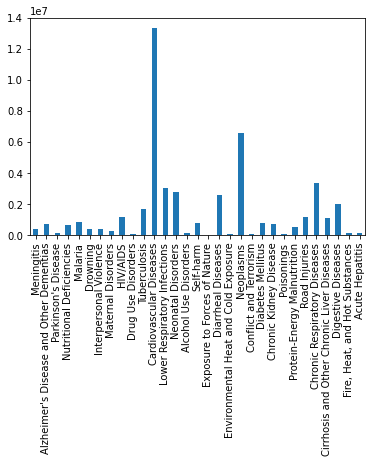 1e7
1.4
1.2
1.0
0.8
0.6
0.4
0.2
0.0
Meningitis
Alzheimer's Disease and Other Dementias
Parkinson's Disease
Nutritional Deficiencies
Malaria
Drowning
Interpersonal Violence
Maternal Disorders
HIV/AIDS
Drug Use Disorders
Tuberculosis
Cardiovascular Diseases
Lower Respiratory Infections
Neonatal Disorders
Alcohol Use Disorders
Self-harm
Exposure to Forces of Nature
Diarrheal Diseases
Environmental Heat and Cold Exposure
Neoplasms
Conflict and Terrorism
Diabetes Mellitus
Chronic Kidney Disease
Poisonings
Protein-Energy Malnutrition
Road Injuries
Chronic Respiratory Diseases
Cirrhosis and Other Chronic Liver Diseases
Digestive Diseases
Fire, Heat, and Hot Substances
Acute Hepatitis